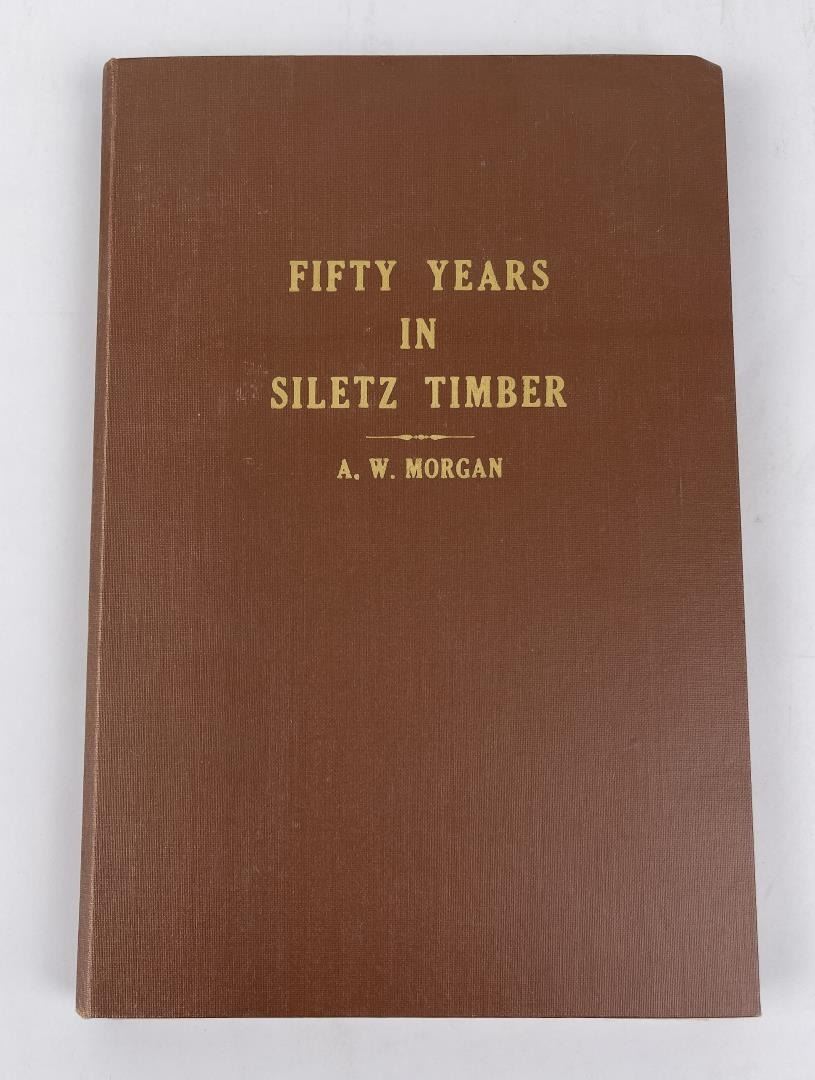 FIFTY YEARS
IN
SILETZ TIMBER
A. W. MORGAN